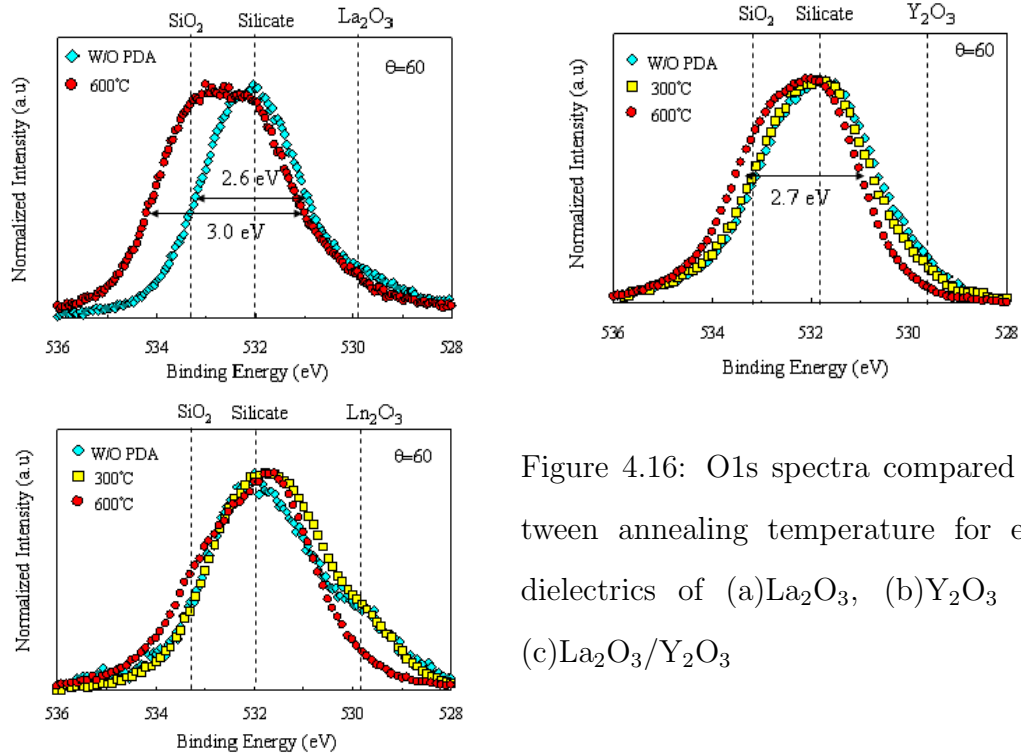 SiO₂ Silicate La₂O₃
W/O PDA
600℃
θ=60
2.6 eV
3.0 eV
Normalized Intensity (a.u)
536 534 532 530 528
Binding Energy (eV)
SiO₂ Silicate Y₂O₃
W/O PDA
300℃
600℃
θ=60
2.7 eV
Normalized Intensity (a.u)
536 534 532 530 528
Binding Energy (eV)
SiO₂ Silicate Ln₂O₃
W/O PDA
300℃
600℃
θ=60
Normalized Intensity (a.u)
536 534 532 530 528
Binding Energy (eV)
Figure 4.16: O1s spectra compared
tween annealing temperature for e
dielectrics of (a)La₂O₃, (b)Y₂O₃
(c)La₂O₃/Y₂O₃